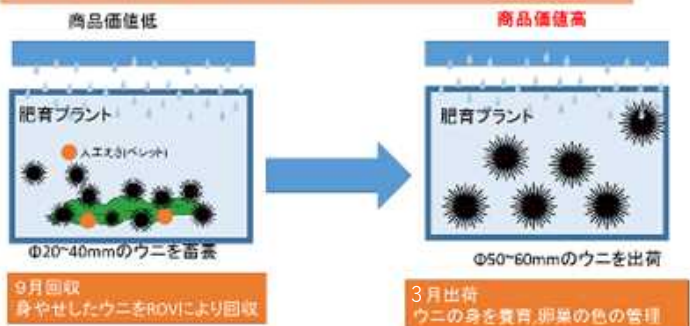 商品価値低
商品価値高
肥育プラント
人工えさ(ペレット)
肥育プラント
Φ20~40mmのウニを畜養
Φ50~60mmのウニを出荷
9月回収
身やせしたウニをROVにより回収
3月出荷
ウニの身を養育,卵巣の色の管理